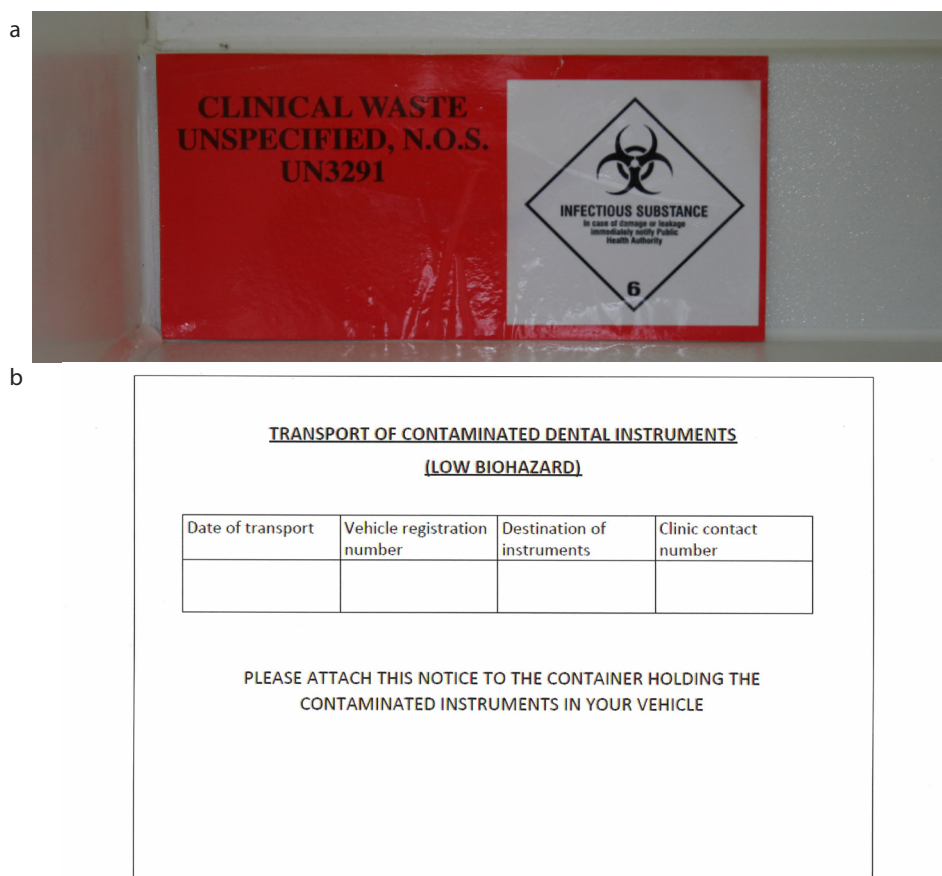 a
CLINICAL WASTE
UNSPECIFIED, N.O.S.
UN3291
INFECTIOUS SUBSTANCE
In case of damage or leakage
immediately notify Public
Health Authority
6
b
TRANSPORT OF CONTAMINATED DENTAL INSTRUMENTS
(LOW BIOHAZARD)
Date of transport
Vehicle registration
number
Destination of
instruments
Clinic contact
number
PLEASE ATTACH THIS NOTICE TO THE CONTAINER HOLDING THE
CONTAMINATED INSTRUMENTS IN YOUR VEHICLE